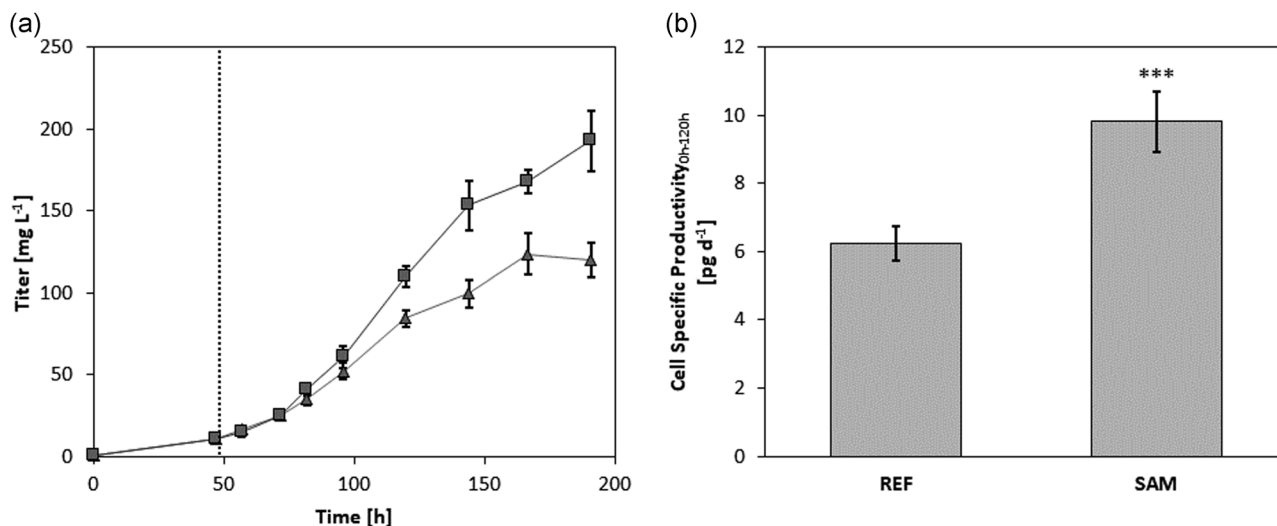 (a)
250
200
150
100
50
0
Titer [mg L⁻¹]
0 50 100 150 200
Time [h]
(b)
12
10
8
6
4
2
0
Cell Specific Productivity₀ₕ₋₁₂₀ₕ
[pg d⁻¹]
***
REF SAM